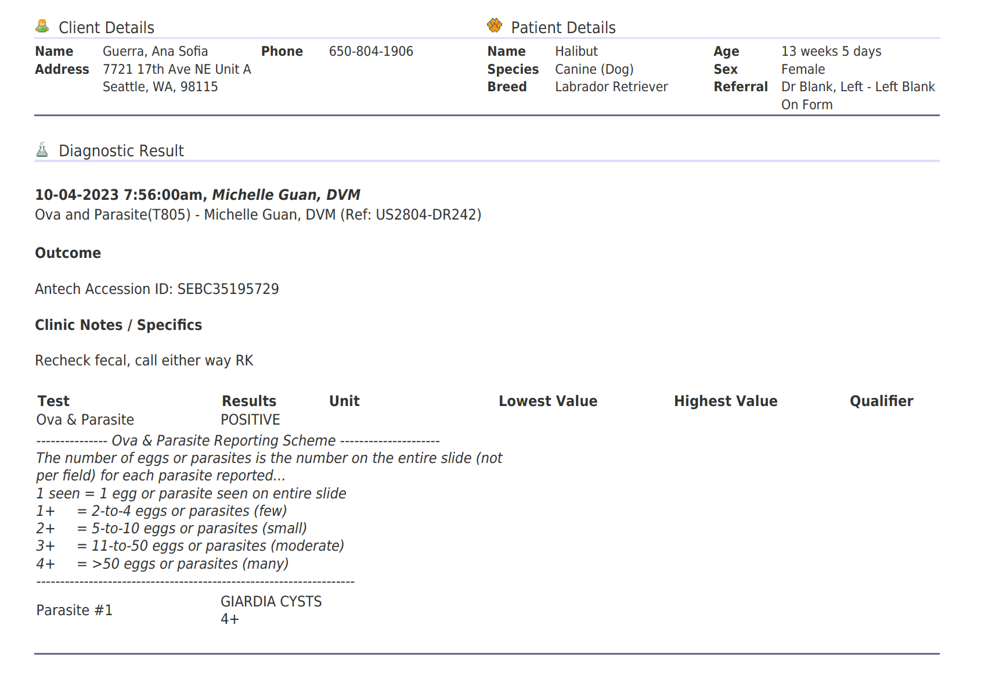 Client Details
Name Guerra, Ana Sofia Phone 650-804-1906
Address 7721 17th Ave NE Unit A
Seattle, WA, 98115
Patient Details
Name Halibut Age 13 weeks 5 days
Species Canine (Dog) Sex Female
Breed Labrador Retriever Referral Dr Blank, Left - Left Blank
On Form
Diagnostic Result
10-04-2023 7:56:00am, Michelle Guan, DVM
Ova and Parasite(T805) - Michelle Guan, DVM (Ref: US2804-DR242)
Outcome
Antech Accession ID: SEBC35195729
Clinic Notes / Specifics
Recheck fecal, call either way RK
Test Results Unit Lowest Value Highest Value Qualifier
Ova & Parasite POSITIVE
--------------- Ova & Parasite Reporting Scheme ---------------------
The number of eggs or parasites is the number on the entire slide (not
per field) for each parasite reported...
1 seen = 1 egg or parasite seen on entire slide
1+ = 2-to-4 eggs or parasites (few)
2+ = 5-to-10 eggs or parasites (small)
3+ = 11-to-50 eggs or parasites (moderate)
4+ = >50 eggs or parasites (many)
-------------------------------------------------------------------
Parasite #1 GIARDIA CYSTS
4+